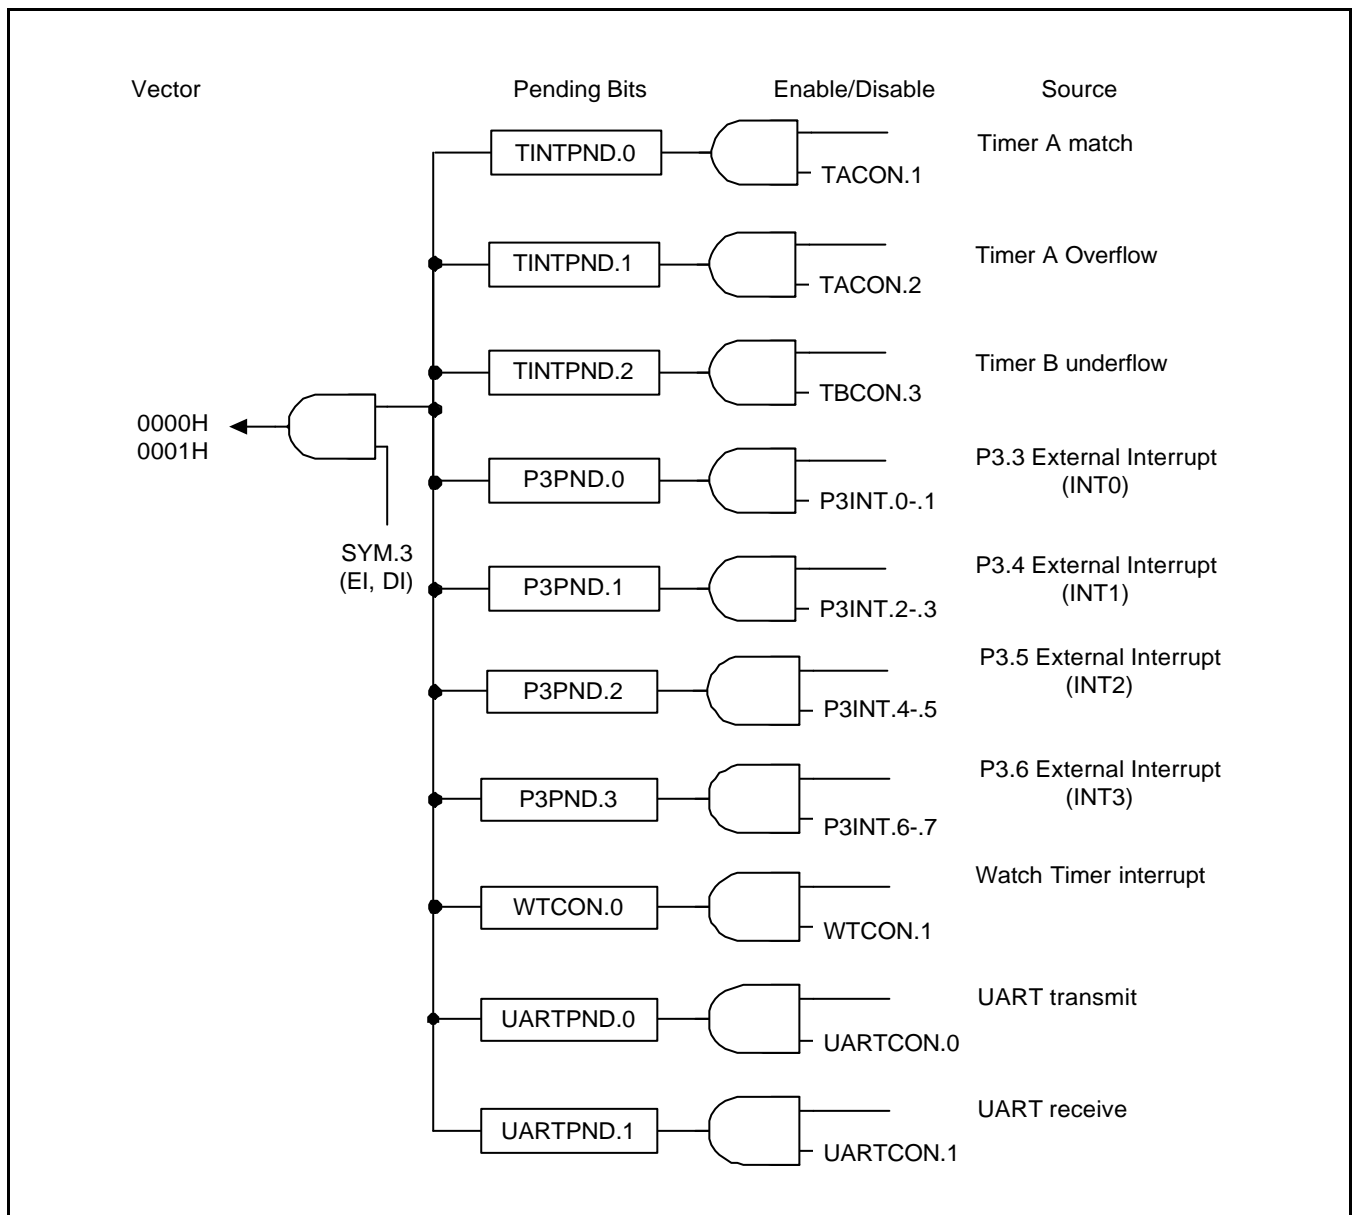 Vector
Pending Bits
Enable/Disable
Source
TINTPND.0
TACON.1
Timer A match
TINTPND.1
TACON.2
Timer A Overflow
TINTPND.2
TBCON.3
Timer B underflow
0000H
0001H
SYM.3
(EI, DI)
P3PND.0
P3INT.0-.1
P3.3 External Interrupt
(INT0)
P3PND.1
P3INT.2-.3
P3.4 External Interrupt
(INT1)
P3PND.2
P3INT.4-.5
P3.5 External Interrupt
(INT2)
P3PND.3
P3INT.6-.7
P3.6 External Interrupt
(INT3)
WTCON.0
WTCON.1
Watch Timer interrupt
UARTPND.0
UARTCON.0
UART transmit
UARTPND.1
UARTCON.1
UART receive